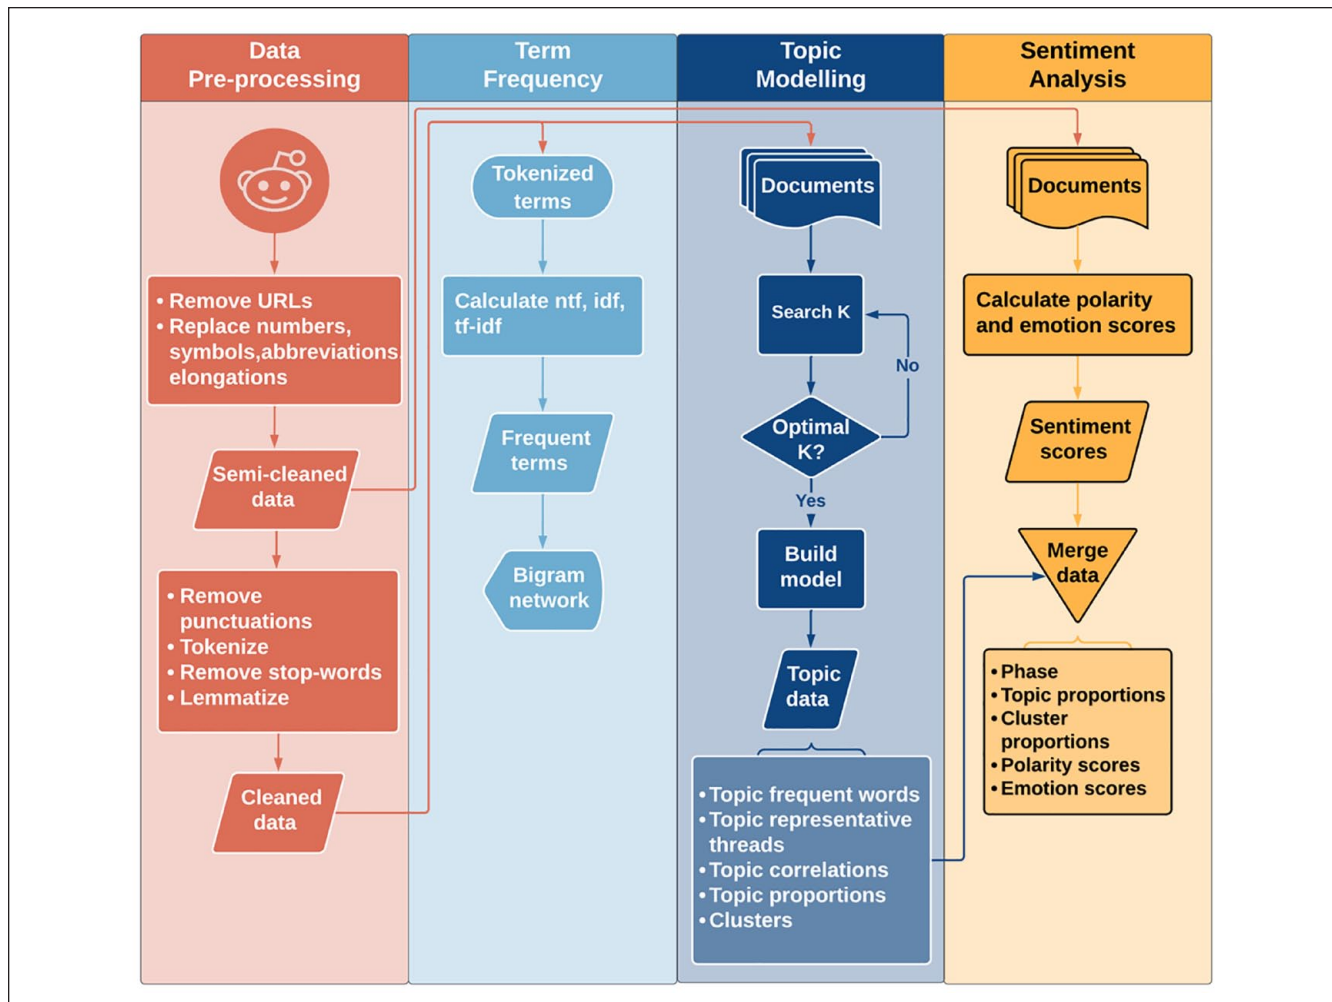 Data
Pre-processing
• Remove URLs
• Replace numbers,
symbols,abbreviations,
elongations
Semi-cleaned
data
• Remove
punctuations
• Tokenize
• Remove stop-words
• Lemmatize
Cleaned
data
Term
Frequency
Tokenized
terms
Calculate ntf, idf,
tf-idf
Frequent
terms
Bigram
network
Topic
Modelling
Documents
Search K
No
Optimal
K?
Yes
Build
model
Topic
data
• Topic frequent words
• Topic representative
threads
• Topic correlations
• Topic proportions
• Clusters
Sentiment
Analysis
Documents
Calculate polarity
and emotion scores
Sentiment
scores
Merge
data
• Phase
• Topic proportions
• Cluster
proportions
• Polarity scores
• Emotion scores